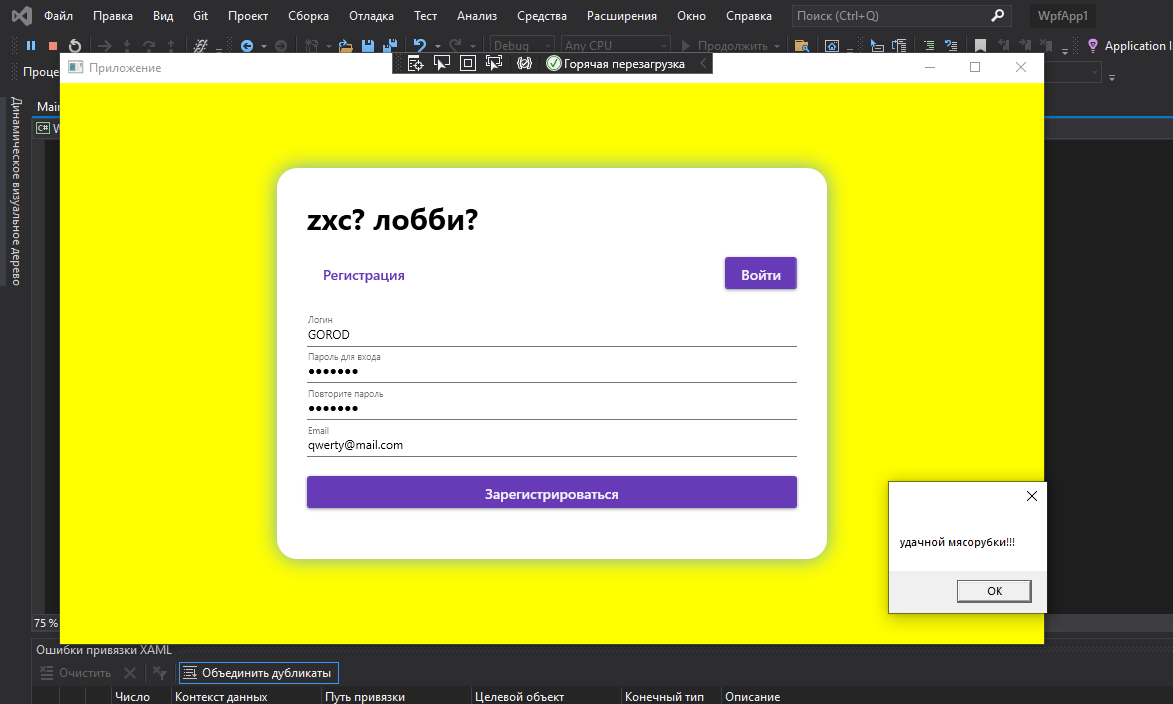 Файл Правка Вид Git Проект Сборка Отладка Тест Анализ Средства Расширения Окно Справка Поиск (Ctrl+Q) WpfApp1
Debug Any CPU Продолжить Application I
Проце
Приложение
Горячая перезагрузка
Main
C# W
Динамическое визуальное дерево
zxc? лобби?
Регистрация Войти
Логин
GOROD
Пароль для входа
•••••••
Повторите пароль
•••••••
Email
qwerty@mail.com
Зарегистрироваться
удачной мясорубки!!!
OK
75 %
Ошибки привязки XAML
Очистить Объединить дубликаты
Число Контекст данных Путь привязки Целевой объект Конечный тип Описание